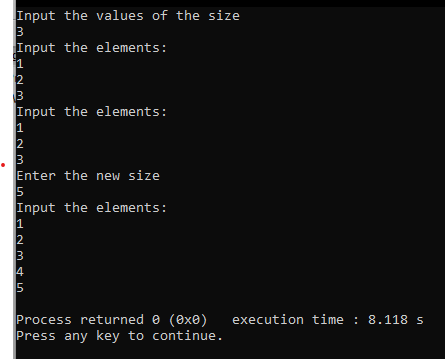 Input the values of the size
3
Input the elements:
1
2
3
Input the elements:
1
2
3
Enter the new size
5
Input the elements:
1
2
3
4
5
Process returned 0 (0x0)   execution time : 8.118 s
Press any key to continue.